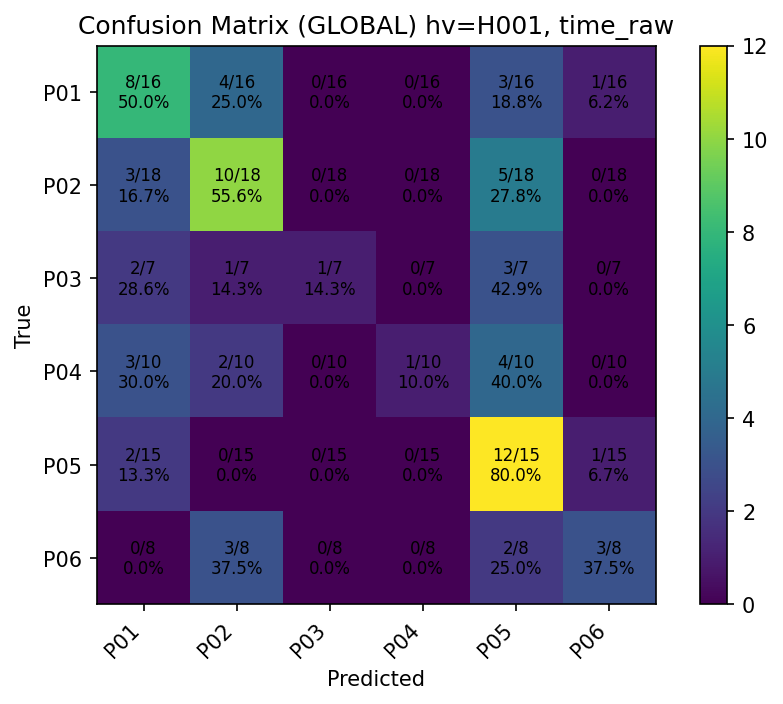 Confusion Matrix (GLOBAL) hv=H001, time_raw
12
10
8
6
4
2
0
True
P01
8/16 4/16 0/16 0/16 3/16 1/16
50.0% 25.0% 0.0% 0.0% 18.8% 6.2%
P02
3/18 10/18 0/18 0/18 5/18 0/18
16.7% 55.6% 0.0% 0.0% 27.8% 0.0%
P03
2/7 1/7 1/7 0/7 3/7 0/7
28.6% 14.3% 14.3% 0.0% 42.9% 0.0%
P04
3/10 2/10 0/10 1/10 4/10 0/10
30.0% 20.0% 0.0% 10.0% 40.0% 0.0%
P05
2/15 0/15 0/15 0/15 12/15 1/15
13.3% 0.0% 0.0% 0.0% 80.0% 6.7%
P06
0/8 3/8 0/8 0/8 2/8 3/8
0.0% 37.5% 0.0% 0.0% 25.0% 37.5%
P01 P02 P03 P04 P05 P06
Predicted